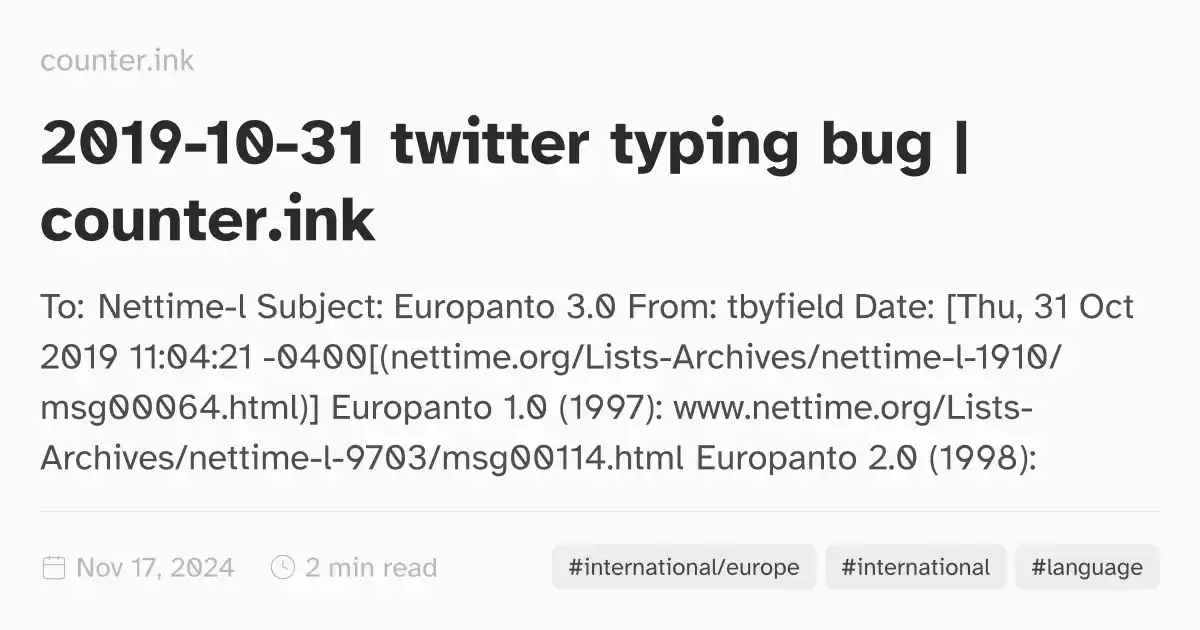 counter.ink
2019-10-31 twitter typing bug |
counter.ink
To: Nettime-l Subject: Europanto 3.0 From: tbyfield Date: [Thu, 31 Oct
2019 11:04:21 -0400[(nettime.org/Lists-Archives/nettime-l-1910/
msg00064.html)] Europanto 1.0 (1997): www.nettime.org/Lists-
Archives/nettime-l-9703/msg00114.html Europanto 2.0 (1998):
Nov 17, 2024 2 min read #international/europe #international #language